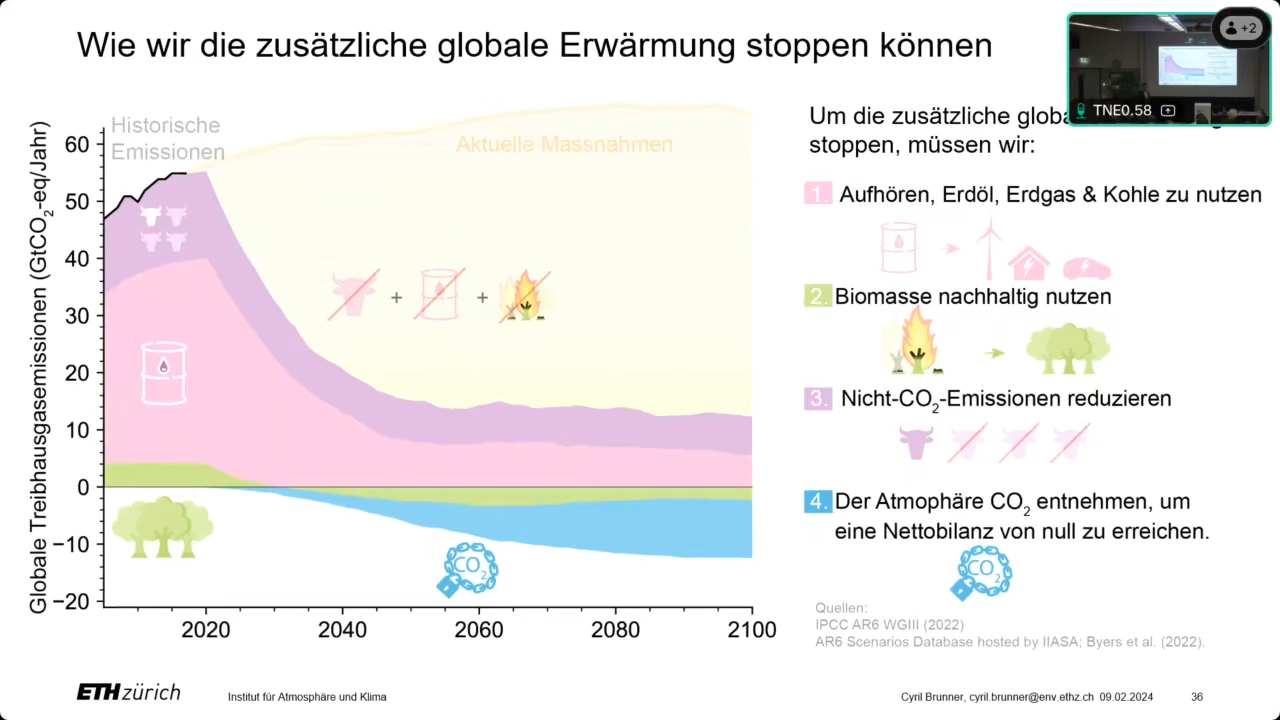 Wie wir die zusätzliche globale Erwärmung stoppen können
+2
TNE0.58
Globale Treibhausgasemissionen (GtCO2-eq/Jahr)
60
50
40
30
20
10
0
−10
−20
2020
2040
2060
2080
2100
Historische
Emissionen
Aktuelle Massnahmen
+
+
CO2
Um die zusätzliche
stoppen, müssen wir:
1. Aufhören, Erdöl, Erdgas & Kohle zu nutzen
2. Biomasse nachhaltig nutzen
3. Nicht-CO2-Emissionen reduzieren
4. Der Atmophäre CO2 entnehmen, um
eine Nettobilanz von null zu erreichen.
CO2
Quellen:
IPCC AR6 WGIII (2022)
AR6 Scenarios Database hosted by IIASA; Byers et al. (2022).
ETH zürich
Institut für Atmosphäre und Klima
Cyril Brunner, cyril.brunner@env.ethz.ch 09.02.2024
36